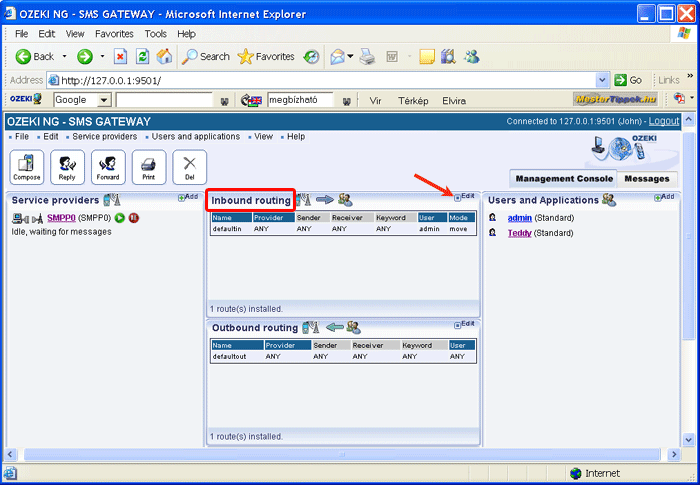 OZEKI NG - SMS GATEWAY - Microsoft Internet Explorer
File Edit View Favorites Tools Help
Back Search Favorites
Address http://127.0.0.1:9501/ Go Links »
OZEKI Google megbízható Vir Térkép Elvira MesterTippek.hu
OZEKI NG - SMS GATEWAY Connected to 127.0.0.1:9501 (John) - Logout
File Edit Service providers Users and applications View Help
OZEKI
Compose Reply Forward Print Del
Management Console Messages
Service providers Add
SMPP0 (SMPP0)
Idle, waiting for messages
Inbound routing Edit
Name Provider Sender Receiver Keyword User Mode
defaultin ANY ANY ANY ANY admin move
1 route(s) installed.
Outbound routing Edit
Name Provider Sender Receiver Keyword User
defaultout ANY ANY ANY ANY ANY
1 route(s) installed.
Users and Applications Add
admin (Standard)
Teddy (Standard)
Internet